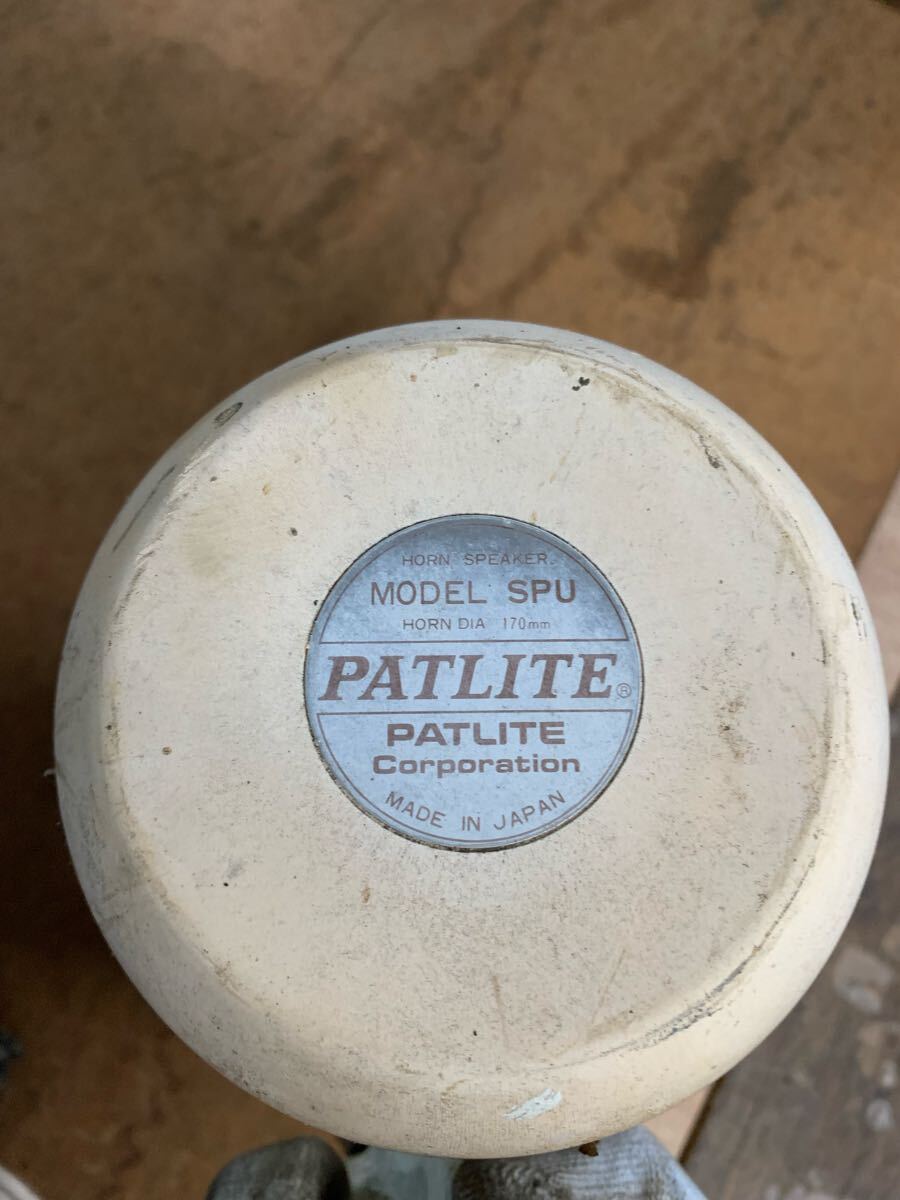 HORN SPEAKER
MODEL SPU
HORN DIA 170mm
PATLITE®
PATLITE
Corporation
MADE IN JAPAN